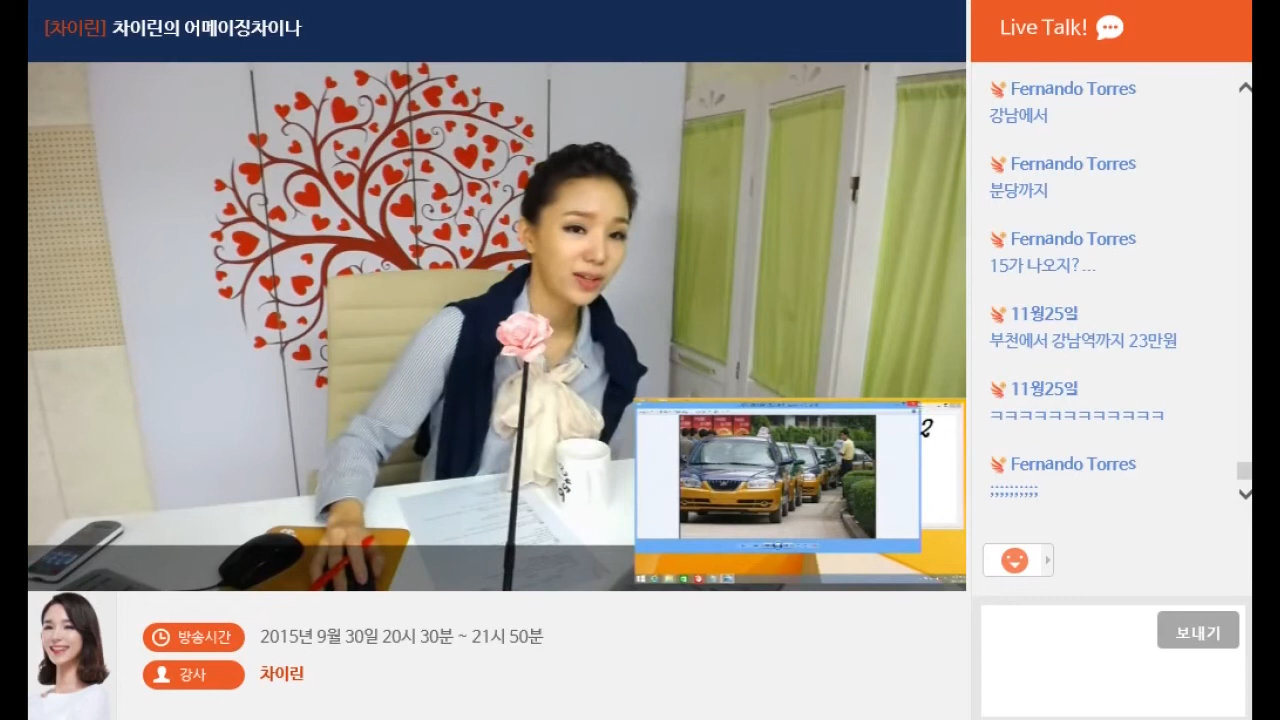 [차이린] 차이린의 어메이징차이나
Live Talk!
Fernando Torres
강남에서
Fernando Torres
분당까지
Fernando Torres
15가 나오지?...
11월25일
부천에서 강남역까지 23만원
11월25일
ㅋㅋㅋㅋㅋㅋㅋㅋㅋㅋㅋㅋ
Fernando Torres
;;;;;;;;;;
2
방송시간 2015년 9월 30일 20시 30분 ~ 21시 50분
강사 차이린
보내기